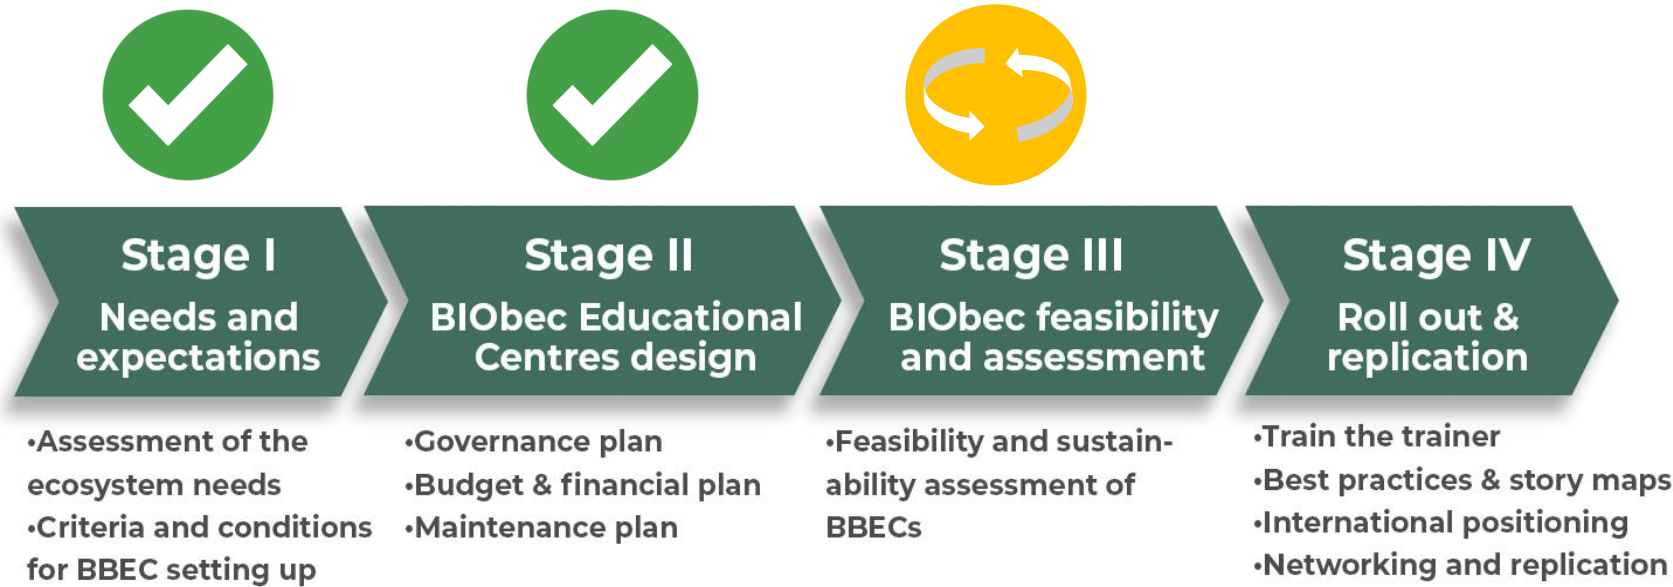 Stage I
Needs and
expectations
•Assessment of the
ecosystem needs
•Criteria and conditions
for BBEC setting up
Stage II
BIObec Educational
Centres design
•Governance plan
•Budget & financial plan
•Maintenance plan
Stage III
BIObec feasibility
and assessment
•Feasibility and sustain-
ability assessment of
BBECs
Stage IV
Roll out &
replication
•Train the trainer
•Best practices & story maps
•International positioning
•Networking and replication